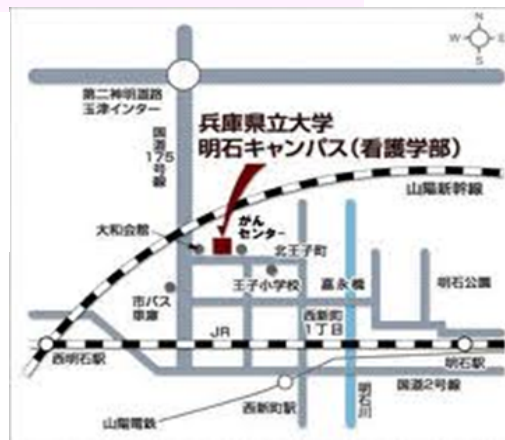 N
W E
S
第二神明道路
玉津インター
国道175号線
兵庫県立大学
明石キャンパス(看護学部)
山陽新幹線
がん
センター
大和会館
北王子町
王子小学校
嘉永橋
明石公園
市バス
車庫
西新町
1丁目
JR
西明石駅
明石駅
国道2号線
明石川
山陽電鉄
西新町駅